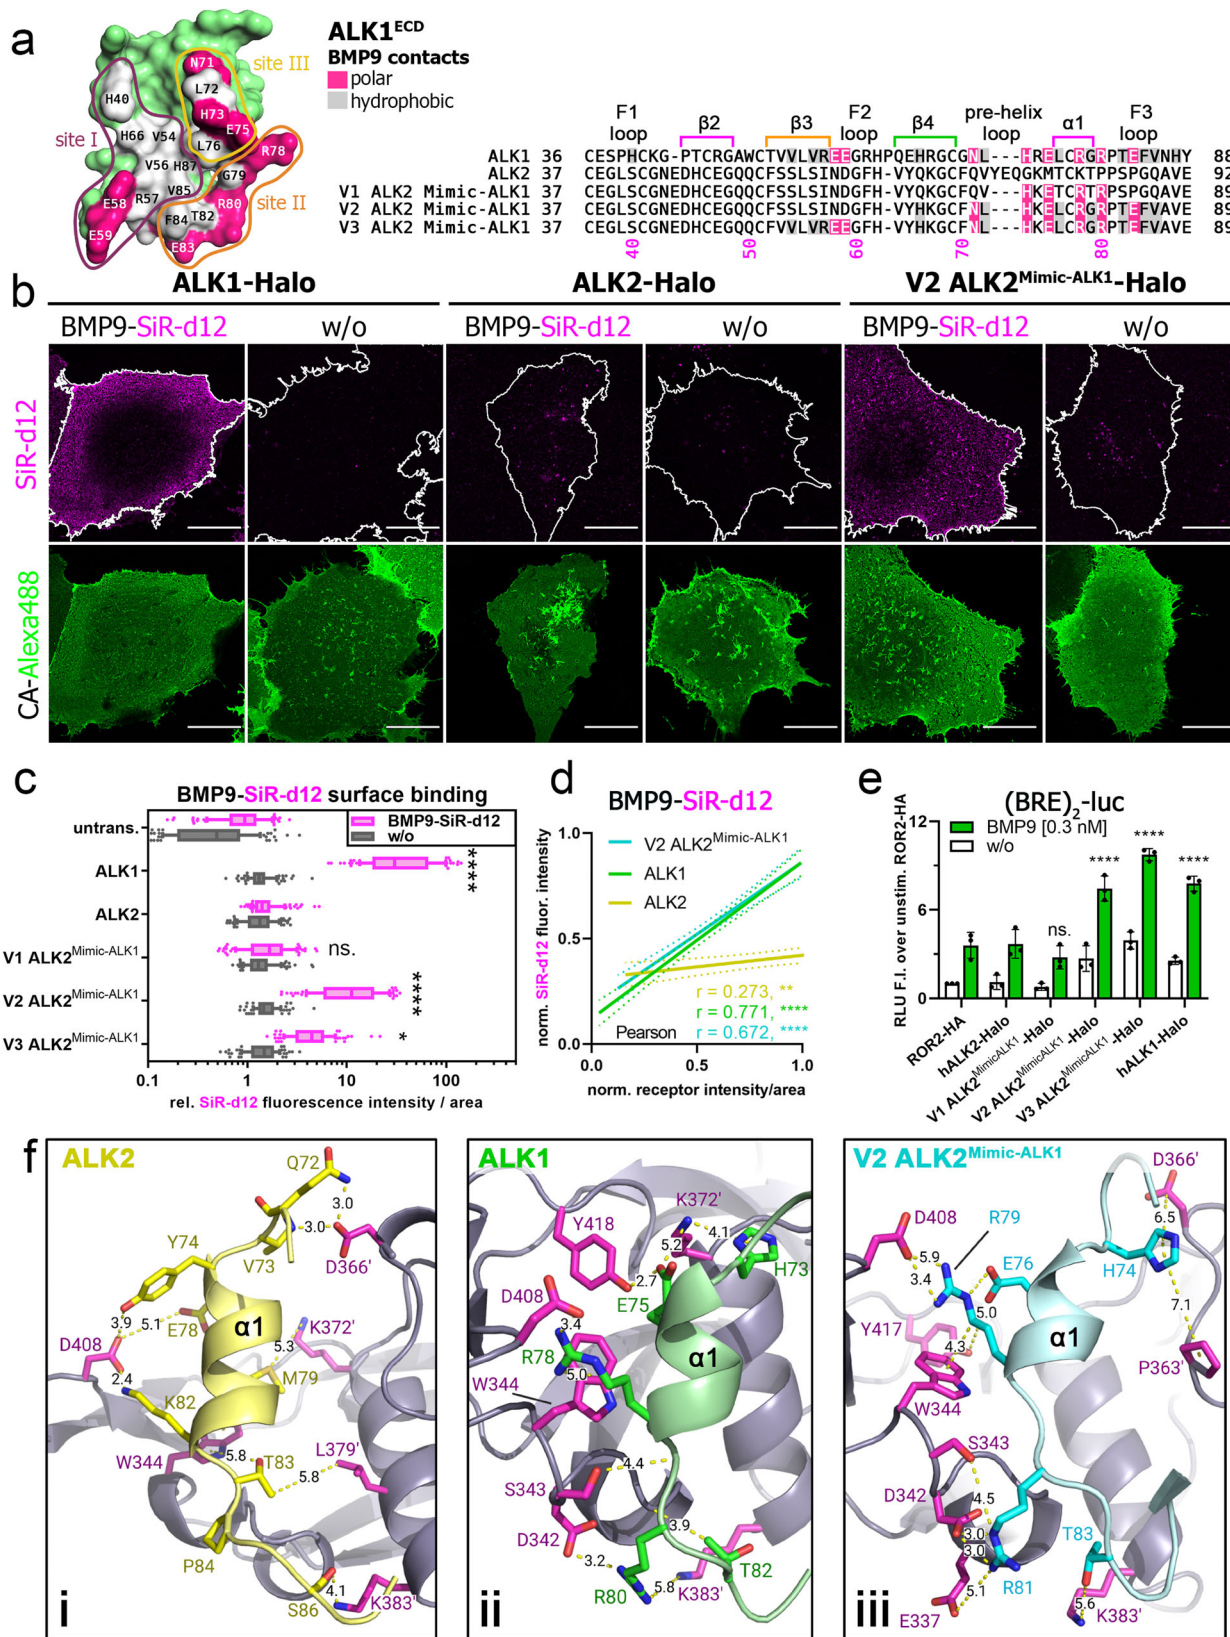 a
ALK1ECD
BMP9 contacts
polar
hydrophobic
site III
site I
site II
N71
L72
H73
E75
L76
H40
H66
V54
V56
H87
R78
G79
V85
R57
E58
E59
R80
F84
T82
E83
F1 loop
β2
β3
F2 loop
β4
pre-helix loop
α1
F3 loop
ALK1 36 CESPHCKG-PTCRGAWCTVVLVREEGRHPQEHRGCGNL---HRELCRGRPTEFVNHY 88
ALK2 37 CEGLSCGNEDHCEGQQCFSSLSINDGFH-VYQKGCFQVYEQGKMTCKTPPSPGQAVE 92
V1 ALK2 Mimic-ALK1 37 CEGLSCGNEDHCEGQQCFSSLSINDGFH-VYQKGCFQV---HKETCRTRPSPGQAVE 89
V2 ALK2 Mimic-ALK1 37 CEGLSCGNEDHCEGQQCFSSLSINDGFH-VYHKGCFNL---HKELCRGRPTEFVAVE 89
V3 ALK2 Mimic-ALK1 37 CEGLSCGNEDHCEGQQCFSVLVREEGFH-VYHKGCFNL---HKELCRGRPTEFVAVE 89
40 50 60 70 80
b
ALK1-Halo
ALK2-Halo
V2 ALK2Mimic-ALK1-Halo
BMP9-SiR-d12
w/o
BMP9-SiR-d12
w/o
BMP9-SiR-d12
w/o
SiR-d12
CA-Alexa488
c
BMP9-SiR-d12 surface binding
BMP9-SiR-d12
w/o
untrans.
ALK1
****
ALK2
V1 ALK2Mimic-ALK1
ns.
V2 ALK2Mimic-ALK1
****
V3 ALK2Mimic-ALK1
*
0.1 1 10 100
rel. SiR-d12 fluorescence intensity / area
d
BMP9-SiR-d12
norm. SiR-d12 fluor. intensity
1.0
0.5
0.0
V2 ALK2Mimic-ALK1
ALK1
ALK2
r = 0.273, **
r = 0.771, ****
Pearson r = 0.672, ****
0.0 0.5 1.0
norm. receptor intensity/area
e
(BRE)2-luc
BMP9 [0.3 nM]
w/o
RLU F.I. over unstim. ROR2-HA
12
9
6
3
0
ns.
****
****
****
ROR2-HA
hALK2-Halo
V1 ALK2MimicALK1-Halo
V2 ALK2MimicALK1-Halo
V3 ALK2MimicALK1-Halo
hALK1-Halo
f
ALK2
Q72
3.0
3.0
Y74
V73
D366'
3.9
5.1
E78
α1
K372'
5.3
D408
M79
2.4
K82
W344
5.8
T83
L379'
5.8
P84
S86
4.1
K383'
i
ALK1
K372'
Y418
4.1
5.2
2.7
H73
E75
D408
3.4
α1
R78
5.0
W344
4.4
S343
3.9
D342
3.2
T82
5.8
R80
K383'
ii
V2 ALK2Mimic-ALK1
D366'
D408
R79
6.5
5.9
E76
H74
3.4
5.0
α1
7.1
Y417
4.3
P363'
W344
S343
D342
4.5
T83
3.0
3.0
5.1
R81
5.6
E337
K383'
iii